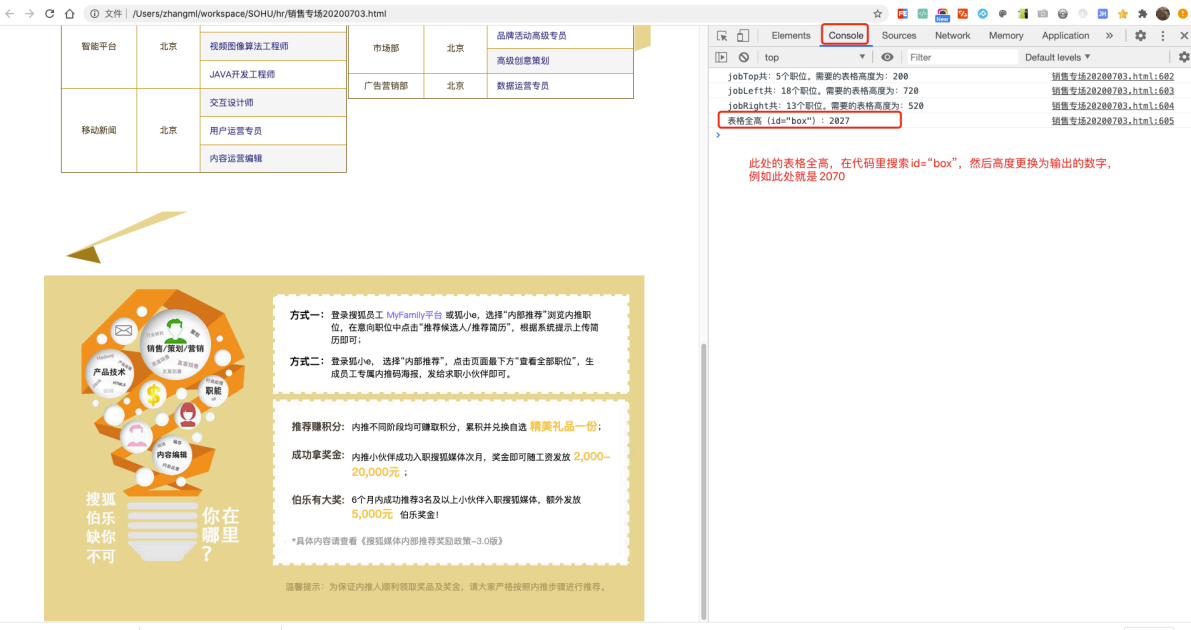 文件 /Users/zhangml/workspace/SOHU/hr/销售专场20200703.html
New
Elements Console Sources Network Memory Application »
top Filter Default levels ▼
jobTop共：5个职位。需要的表格高度为：200 销售专场20200703.html:602
jobLeft共：18个职位。需要的表格高度为：720 销售专场20200703.html:603
jobRight共：13个职位。需要的表格高度为：520 销售专场20200703.html:604
表格全高（id="box"）：2027 销售专场20200703.html:605
此处的表格全高，在代码里搜索 id=“box”，然后高度更换为输出的数字，
例如此处就是 2070
智能平台 北京 视频图像算法工程师
JAVA开发工程师
移动新闻 北京 交互设计师
用户运营专员
内容运营编辑
市场部 北京 品牌活动高级专员
高级创意策划
广告营销部 北京 数据运营专员
销售/策划/营销
产品技术
HTML5
职能
内容编辑
搜狐
伯乐
缺你
不可
你在
哪里
?
方式一： 登录搜狐员工 MyFamily平台 或狐小e，选择“内部推荐”浏览内推职
位，在意向职位中点击“推荐候选人/推荐简历”，根据系统提示上传简
历即可；
方式二： 登录狐小e， 选择“内部推荐”，点击页面最下方“查看全部职位”，生
成员工专属内推码海报，发给求职小伙伴即可。
推荐赚积分： 内推不同阶段均可赚取积分，累积并兑换自选 精美礼品一份；
成功拿奖金： 内推小伙伴成功入职搜狐媒体次月，奖金即可随工资发放 2,000–
20,000元 ；
伯乐有大奖： 6个月内成功推荐3名及以上小伙伴入职搜狐媒体，额外发放
5,000元 伯乐奖金！
*具体内容请查看《搜狐媒体内部推荐奖励政策–3.0版》
温馨提示：为保证内推人顺利领取奖品及奖金，请大家严格按照内推步骤进行推荐。